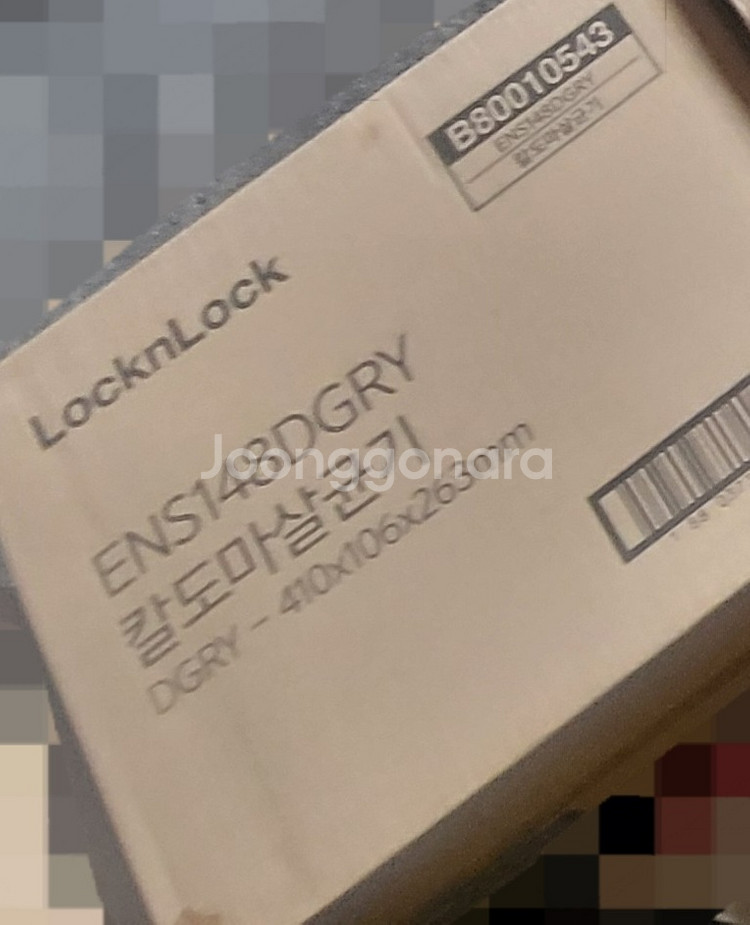 B80010543
ENS148DGRY
칼도마살균기
LocknLock
ENS148DGRY
칼도마살균기
DGRY - 410x106x263mm
Joonggonara